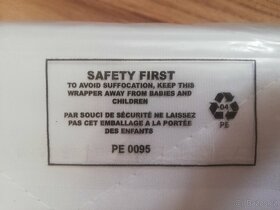 SAFETY FIRST
TO AVOID SUFFOCATION, KEEP THIS
WRAPPER AWAY FROM BABIES AND
CHILDREN
PAR SOUCI DE SÉCURITÉ NE LAISSEZ
PAS CET EMBALLAGE A LA PORTÉE
DES ENFANTS
PE 0095
04
PE